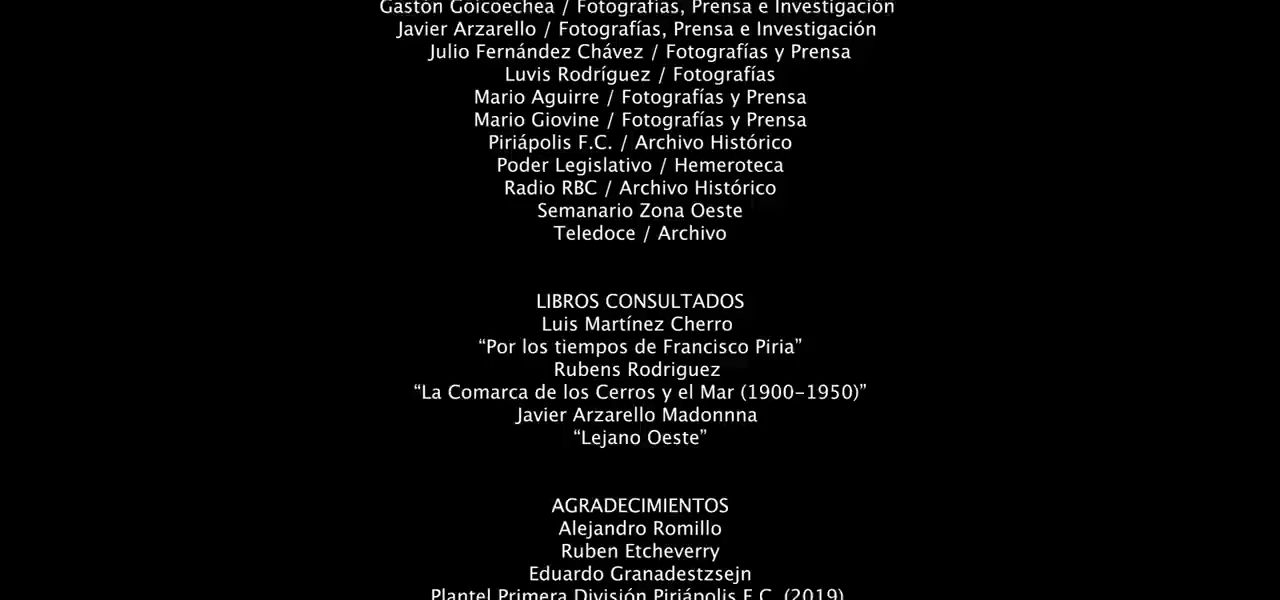 Gastón Goicoechea / Fotografías, Prensa e Investigación
Javier Arzarello / Fotografías, Prensa e Investigación
Julio Fernández Chávez / Fotografías y Prensa
Luvis Rodríguez / Fotografías
Mario Aguirre / Fotografías y Prensa
Mario Giovine / Fotografías y Prensa
Piriápolis F.C. / Archivo Histórico
Poder Legislativo / Hemeroteca
Radio RBC / Archivo Histórico
Semanario Zona Oeste
Teledoce / Archivo
LIBROS CONSULTADOS
Luis Martínez Cherro
“Por los tiempos de Francisco Piria”
Rubens Rodriguez
“La Comarca de los Cerros y el Mar (1900-1950)”
Javier Arzarello Madonnna
“Lejano Oeste”
AGRADECIMIENTOS
Alejandro Romillo
Ruben Etcheverry
Eduardo Granadestzsejn
Plantel Primera División Piriápolis F.C. (2019)